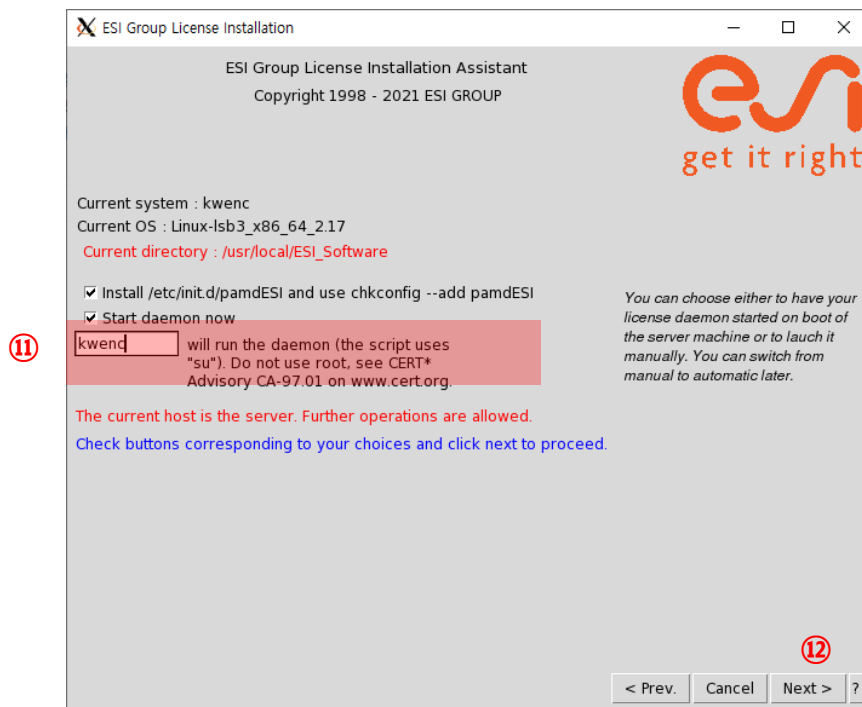 ESI Group License Installation
ESI Group License Installation Assistant
Copyright 1998 - 2021 ESI GROUP
esi
get it right
Current system : kwenc
Current OS : Linux-lsb3_x86_64_2.17
Current directory : /usr/local/ESI_Software
Install /etc/init.d/pamdESI and use chkconfig --add pamdESI
Start daemon now
⑪
kwenc will run the daemon (the script uses
"su"). Do not use root, see CERT*
Advisory CA-97.01 on www.cert.org.
You can choose either to have your
license daemon started on boot of
the server machine or to lauch it
manually. You can switch from
manual to automatic later.
The current host is the server. Further operations are allowed.
Check buttons corresponding to your choices and click next to proceed.
⑫
< Prev. Cancel Next > ?